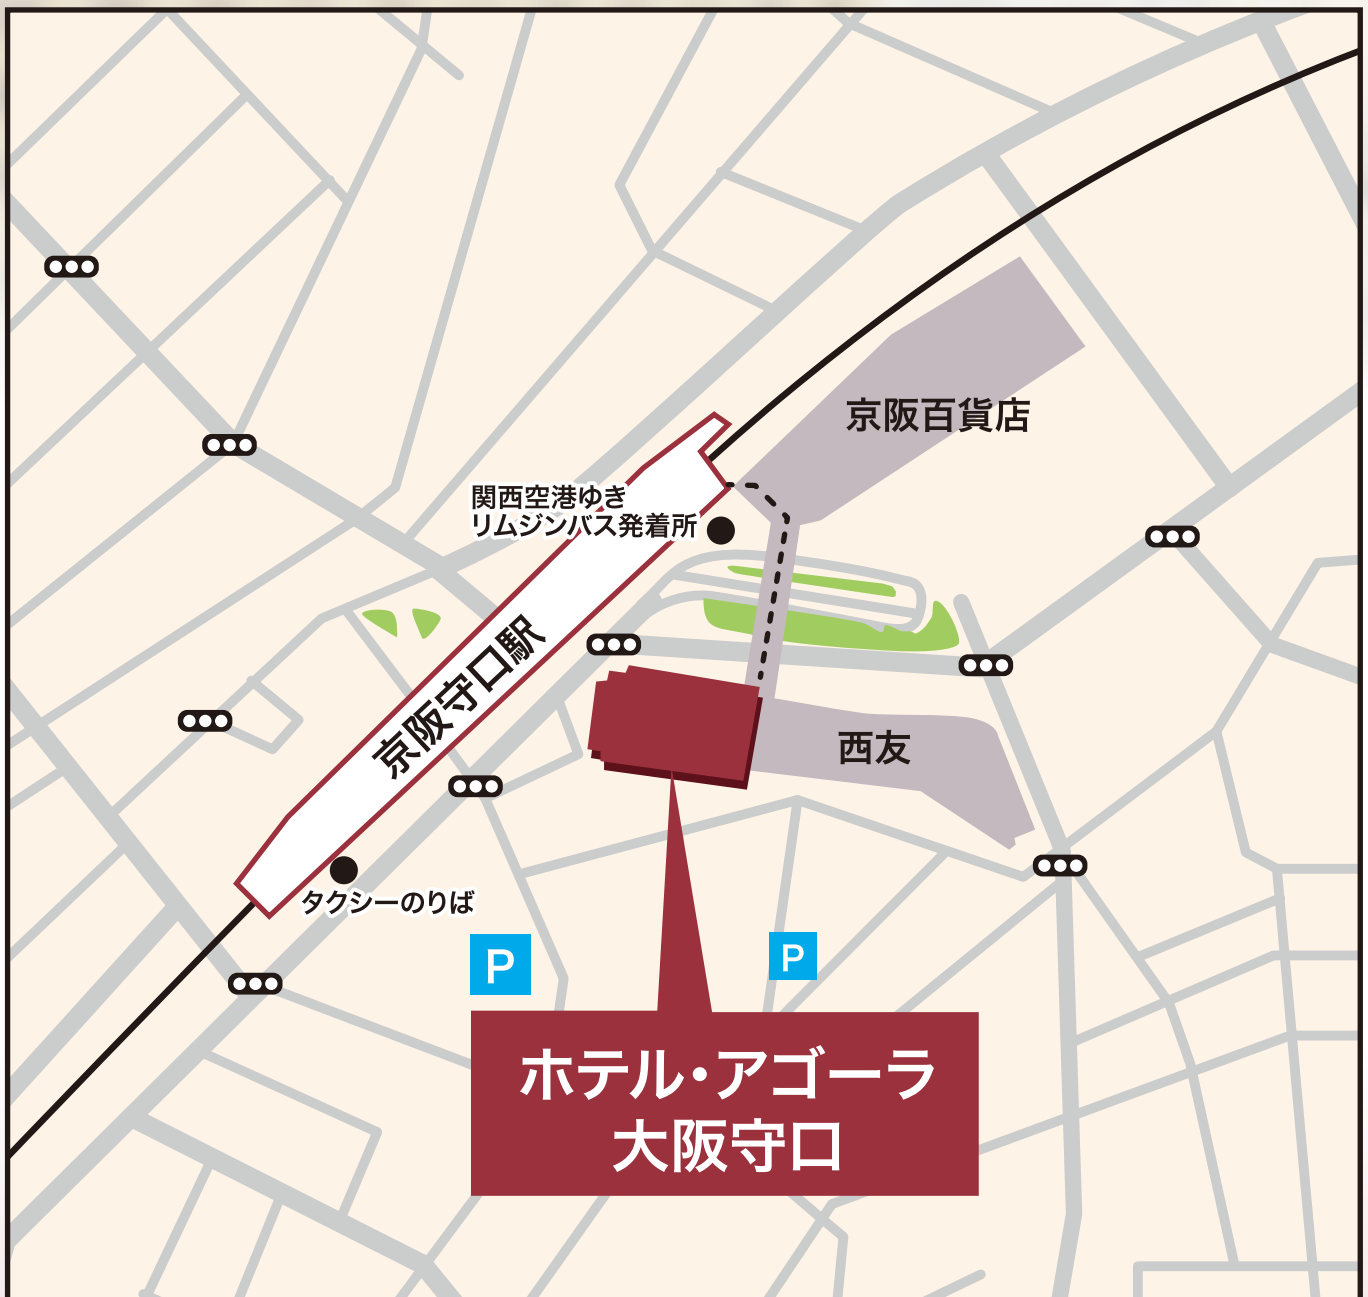 京阪百貨店
関西空港ゆき
リムジンバス発着所
京阪守口駅
西友
タクシーのりば
P
P
ホテル・アゴーラ
大阪守口